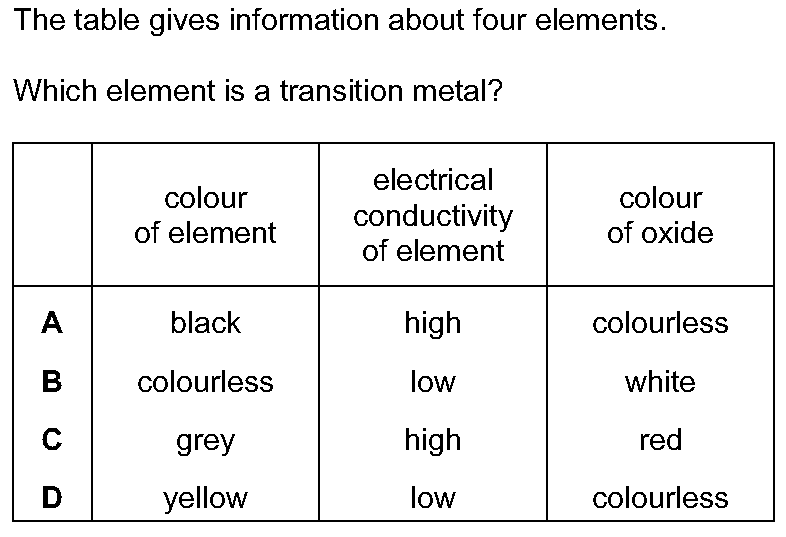 The table gives information about four elements.
Which element is a transition metal?
colour
of element
electrical
conductivity
of element
colour
of oxide
A black high colourless
B colourless low white
C grey high red
D yellow low colourless